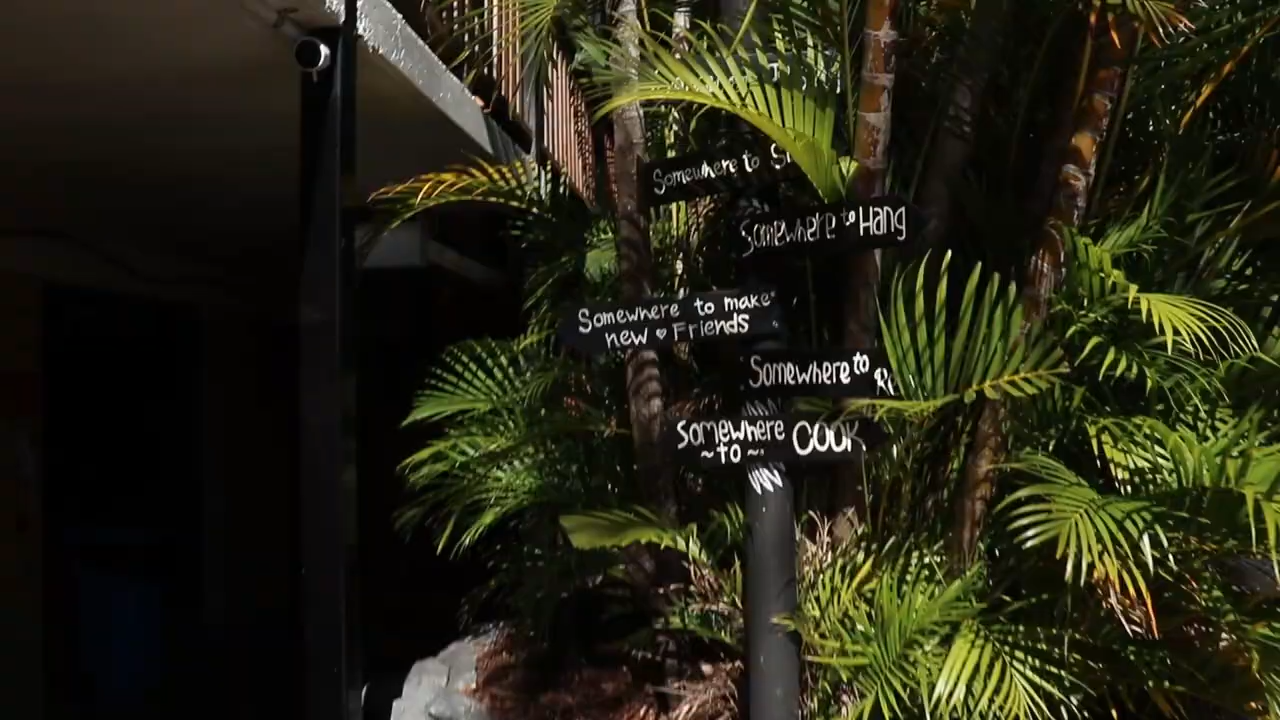 Somewhere to
Somewhere to Hang
Somewhere to make
new ♥ Friends
Somewhere to
Somewhere COOK
~to~